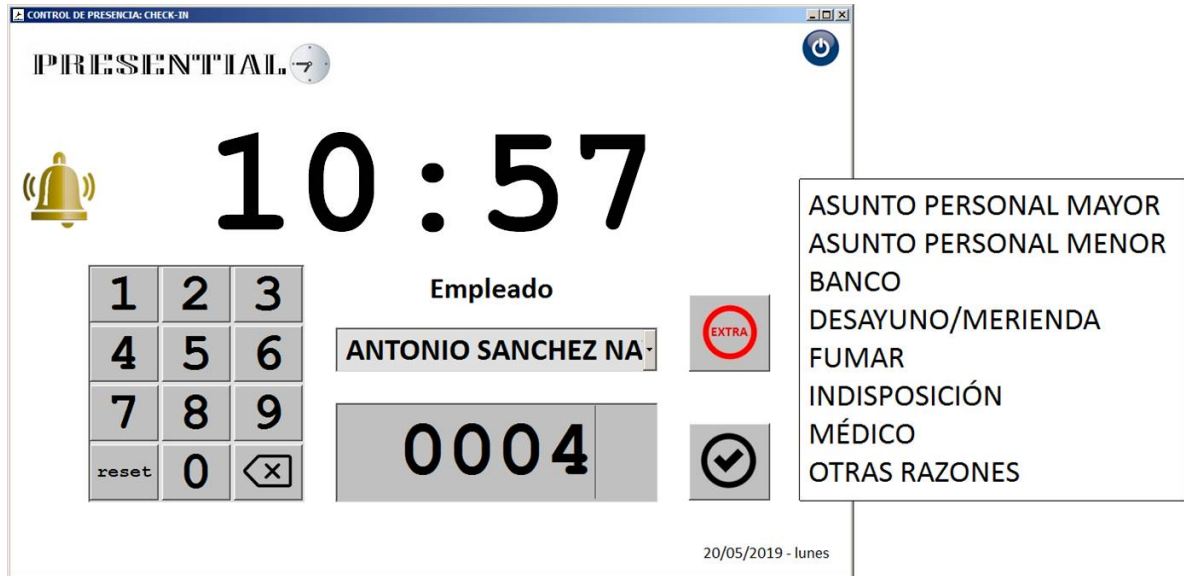 CONTROL DE PRESENCIA: CHECK-IN
PRESENTIAL
10:57
1 2 3
4 5 6
7 8 9
reset 0
Empleado
ANTONIO SANCHEZ NA
0004
EXTRA
ASUNTO PERSONAL MAYOR
ASUNTO PERSONAL MENOR
BANCO
DESAYUNO/MERIENDA
FUMAR
INDISPOSICIÓN
MÉDICO
OTRAS RAZONES
20/05/2019 - lunes